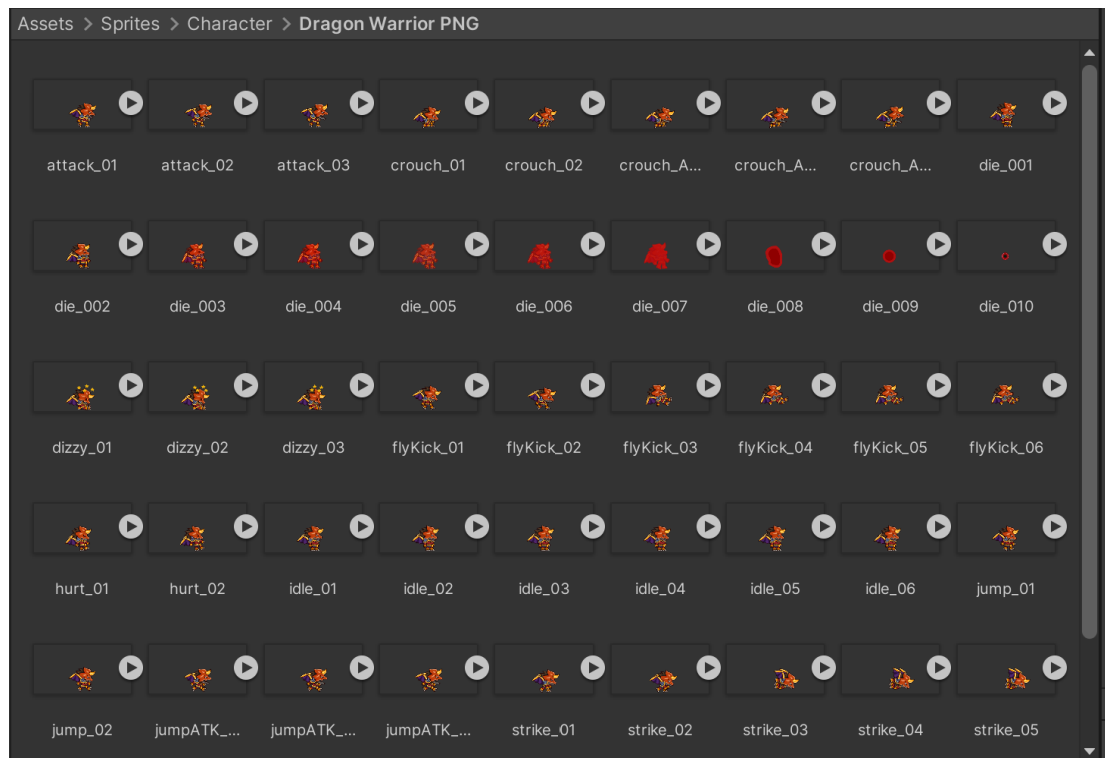 Assets > Sprites > Character > Dragon Warrior PNG
attack_01 attack_02 attack_03 crouch_01 crouch_02 crouch_A... crouch_A... crouch_A... die_001
die_002 die_003 die_004 die_005 die_006 die_007 die_008 die_009 die_010
dizzy_01 dizzy_02 dizzy_03 flyKick_01 flyKick_02 flyKick_03 flyKick_04 flyKick_05 flyKick_06
hurt_01 hurt_02 idle_01 idle_02 idle_03 idle_04 idle_05 idle_06 jump_01
jump_02 jumpATK_... jumpATK_... jumpATK_... strike_01 strike_02 strike_03 strike_04 strike_05